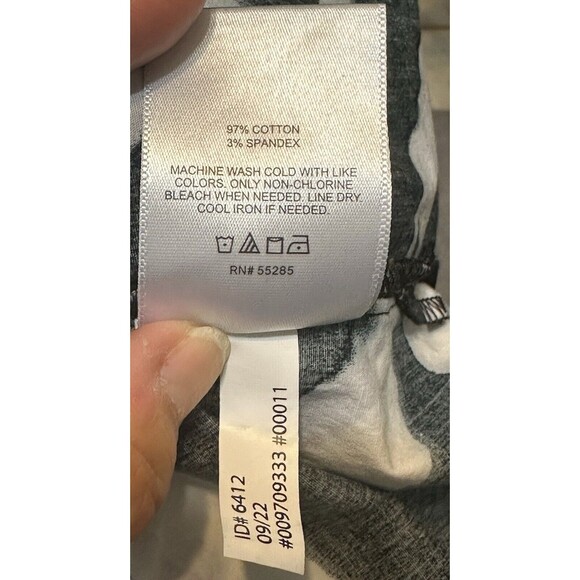 97% COTTON
3% SPANDEX
MACHINE WASH COLD WITH LIKE
COLORS. ONLY NON-CHLORINE
BLEACH WHEN NEEDED. LINE DRY.
COOL IRON IF NEEDED.
RN# 55285
ID# 6412
09/22
#009709333 #00011